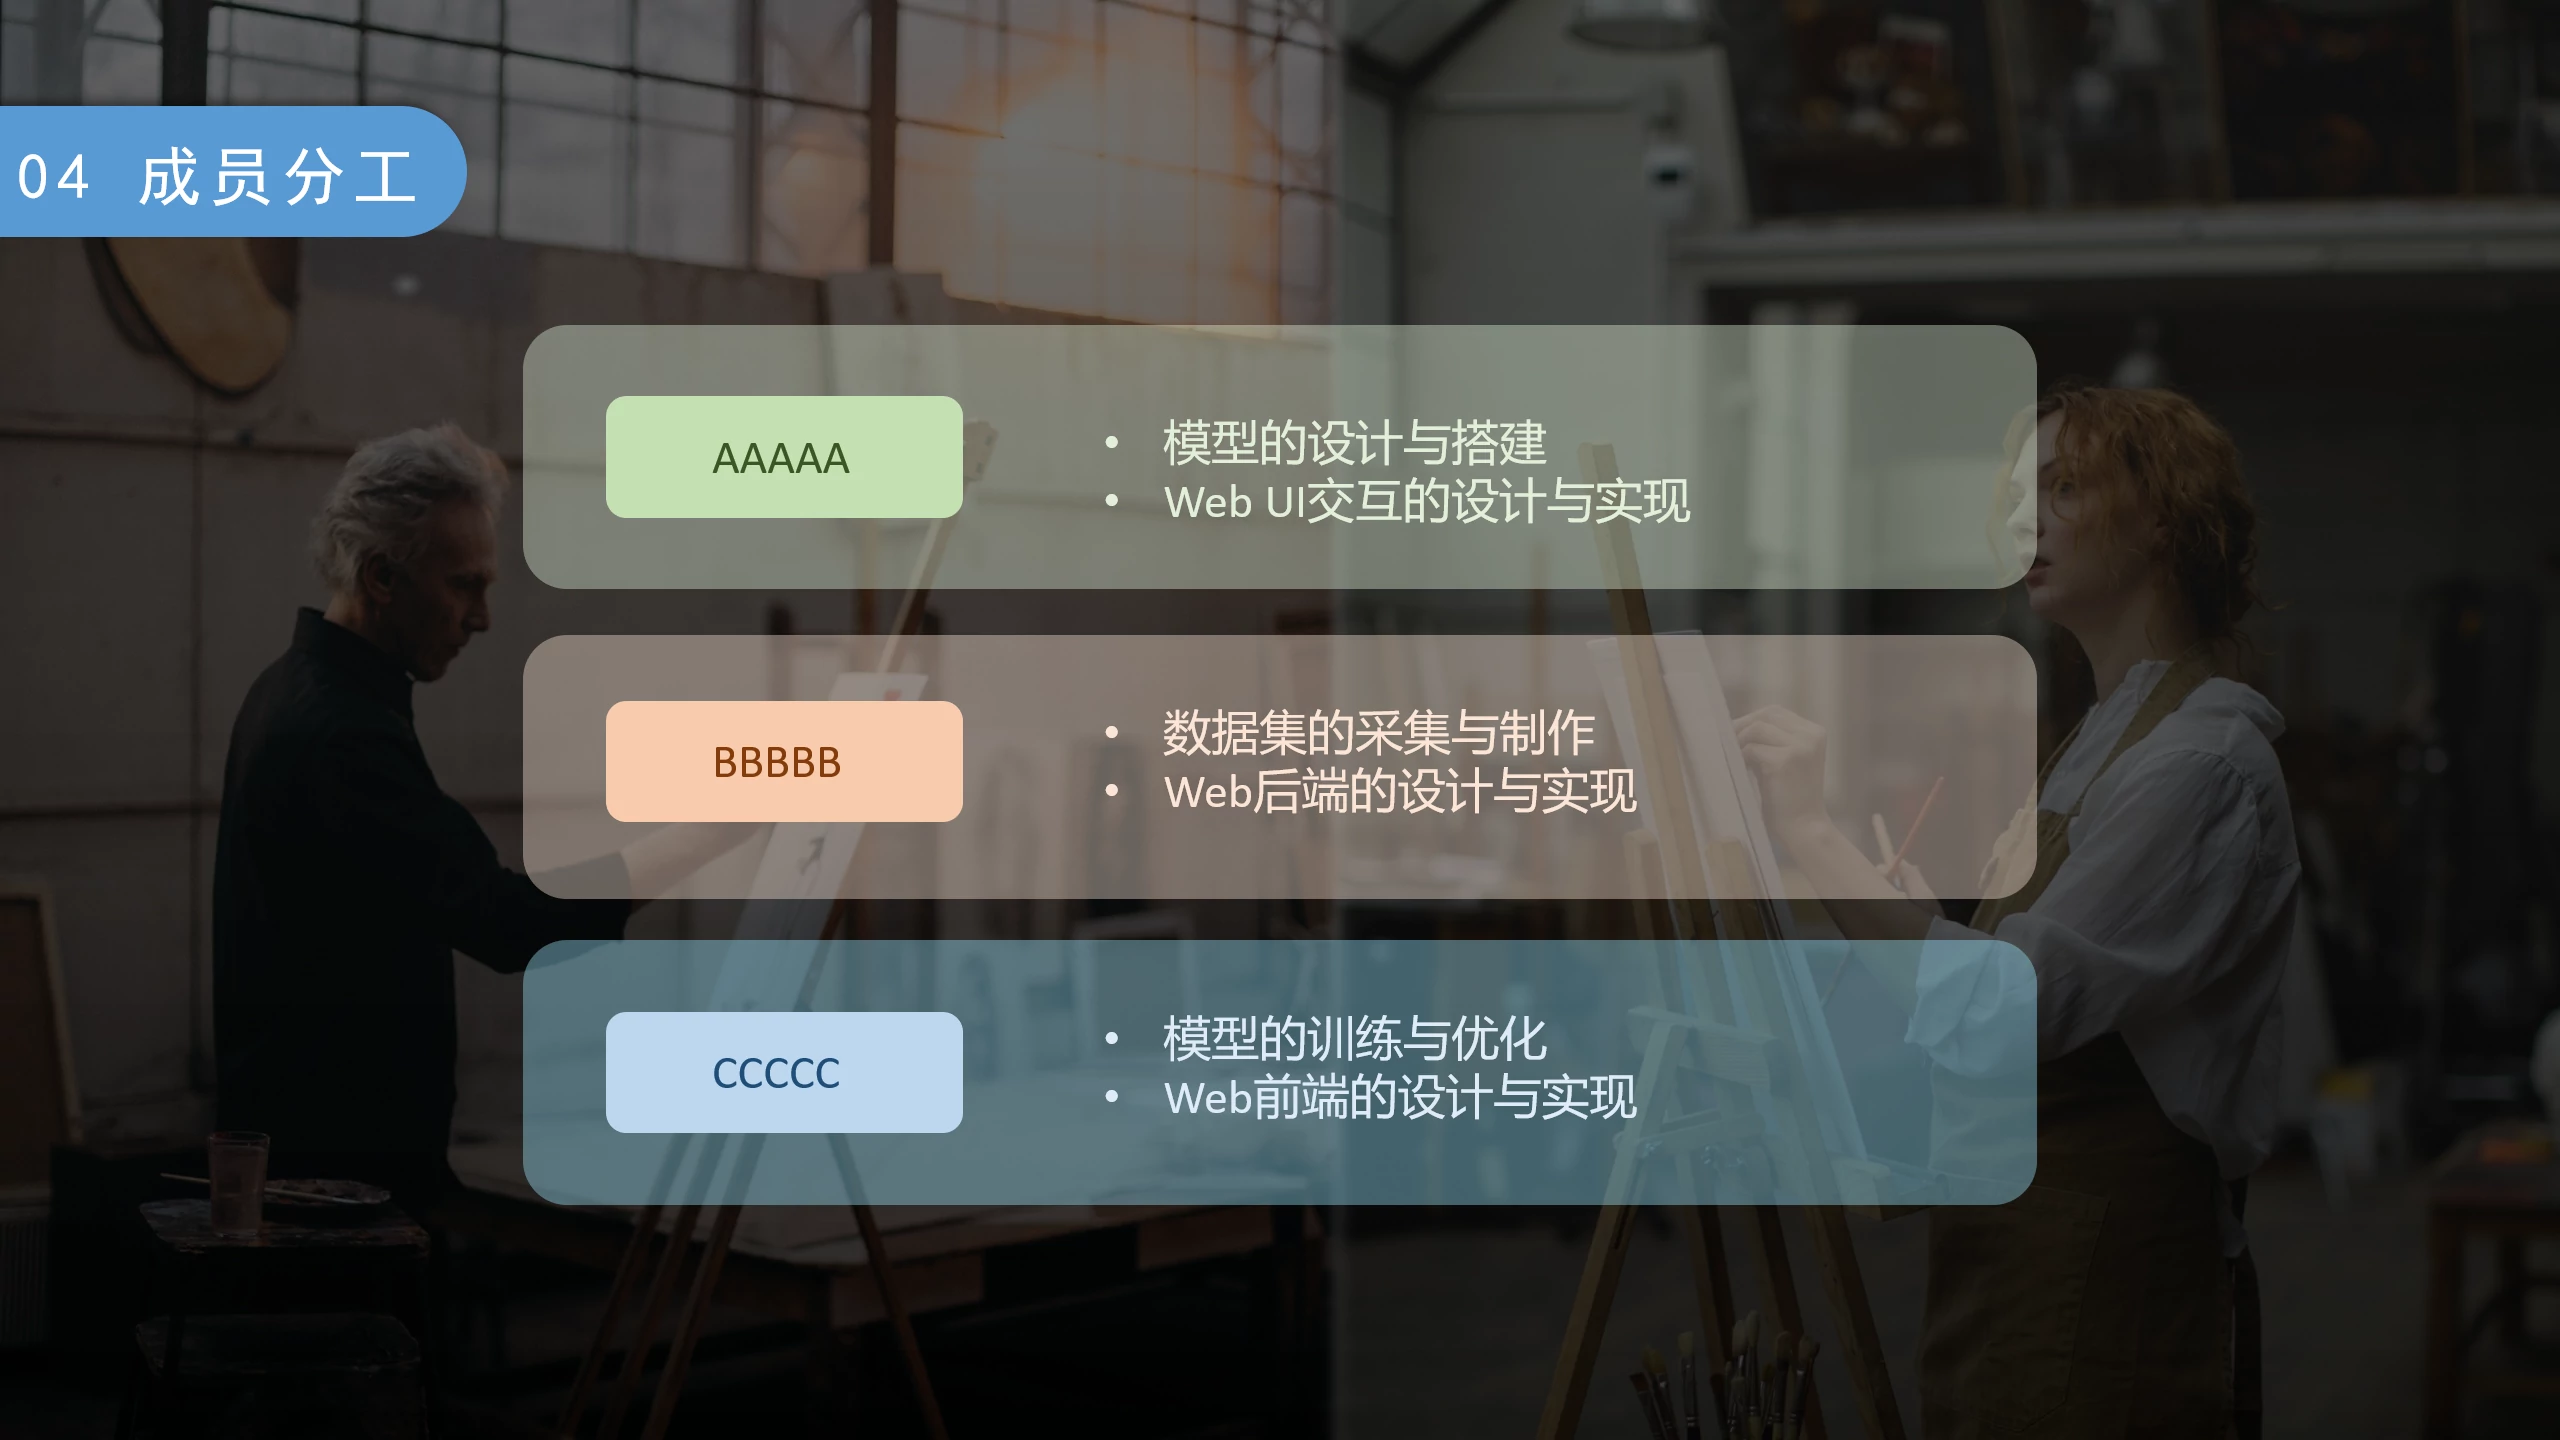 04 成员分工
AAAAA
• 模型的设计与搭建
• Web UI交互的设计与实现
BBBBB
• 数据集的采集与制作
• Web后端的设计与实现
CCCCC
• 模型的训练与优化
• Web前端的设计与实现